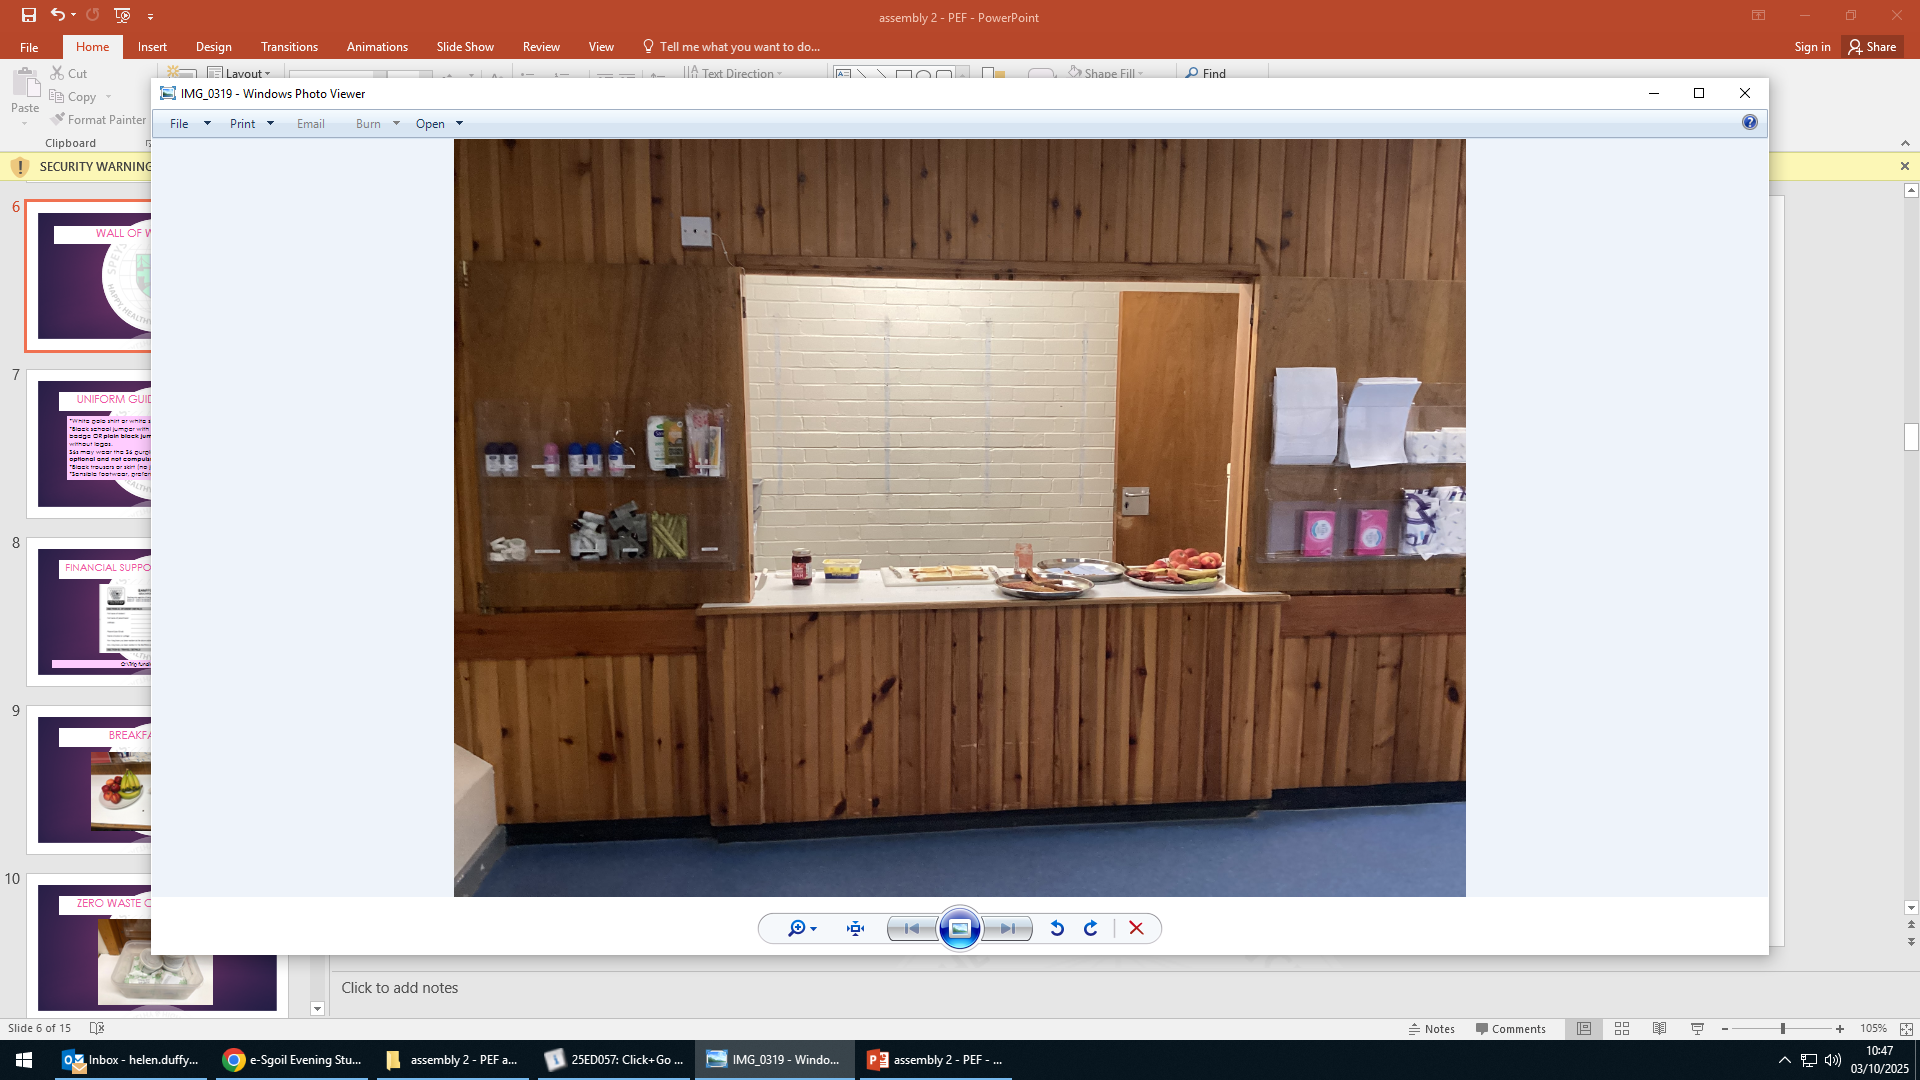 assembly 2 - PEF - PowerPoint
File
Home
Insert
Design
Transitions
Animations
Slide Show
Review
View
Tell me what you want to do...
Sign in
Share
Cut
Copy
Format Painter
Paste
Clipboard
Layout
Text Direction
Shape Fill
Find
SECURITY WARNING
IMG_0319 - Windows Photo Viewer
File
Print
Email
Burn
Open
6
WALL OF W
7
UNIFORM GUID
8
FINANCIAL SUPPO
9
BREAKFA
10
ZERO WASTE C
Click to add notes
Slide 6 of 15
Notes
Comments
105%
Inbox - helen.duffy...
e-Sgoil Evening Stu...
assembly 2 - PEF a...
25ED057: Click+Go ...
IMG_0319 - Windo...
assembly 2 - PEF - ...
10:47
03/10/2025